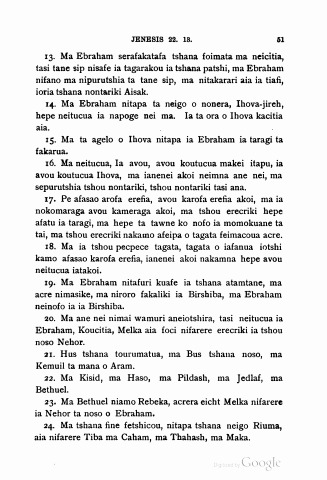 JENESIS 22. 18. 51
13. Ma Ebraham serafakatafa tshana foimata ma neicitia,
tasi tane sip nisafe ia tagarakou ia tshana patshi, ma Ebraham
nifano ma nipurutshia ta tane sip, ma nitakarari aia ia tiafi,
ioria tshana nontariki Aisak.
14. Ma Ebraham nitapa ta neigo o nonera, Ihova-jireh,
hepe neitucua ia napoge nei ma. Ia ta ora o Ihova kacitia
aia.
15. Ma ta agelo o Ihova nitapa ia Ebraham ia taragi ta
fakarua.
16. Ma neitucua, Ia avou, avou koutucua makei itapu, ia
avou koutucua Ihova, ma ianenei akoi neimna ane nei, ma
sepurutshia tshou nontariki, tshou nontariki tasi ana.
17. Pe afasao arofa erefia, avou karofa erefia akoi, ma ia
nokomaraga avou kameraga akoi, ma tshou erecriki hepe
afatu ia taragi, ma hepe ta tawne ko nofo ia momokuane ta
tai, ma tshou erecriki nakamo afeipa o tagata feimacoua acre.
18. Ma ia tshou pecpece tagata, tagata o iafanua iotshi
kamo afasao karofa erefia, ianenei akoi nakamna hepe avou
neitucua iatakoi.
19. Ma Ebraham nitafuri kuafe ia tshana atamtane, ma
acre nimasike, ma niroro fakaliki ia Birshiba, ma Ebraham
neinofo ia ia Birshiba.
20. Ma ane nei nimai wamuri aneiotshira, tasi neitucua ia
Ebraham, Koucitia, Melka aia foci nifarere erecriki ia tshou
noso Nehor.
21. Hus tshana tourumatua, ma Bus tshana noso, ma
Kemuil ta mana o Aram.
22. Ma Kisid, ma Haso, ma Pildash, ma Jedlaf, ma
Bethuel.
23. Ma Bethuel niamo Rebeka, acrera eicht Melka nifarere
ia Nehor ta noso o Ebraham.
24. Ma tshana fine fetshicou, nitapa tshana neigo Riuma,
aia nifarere Tiba ma Caham, ma Thahash, ma Maka.
Digitized by Google